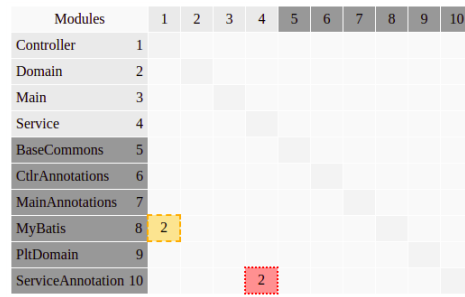 Modules 1 2 3 4 5 6 7 8 9 10
Controller 1
Domain 2
Main 3
Service 4
BaseCommons 5
CtlrAnnotations 6
MainAnnotations 7
MyBatis 8 2
PltDomain 9
ServiceAnnotation 10 2